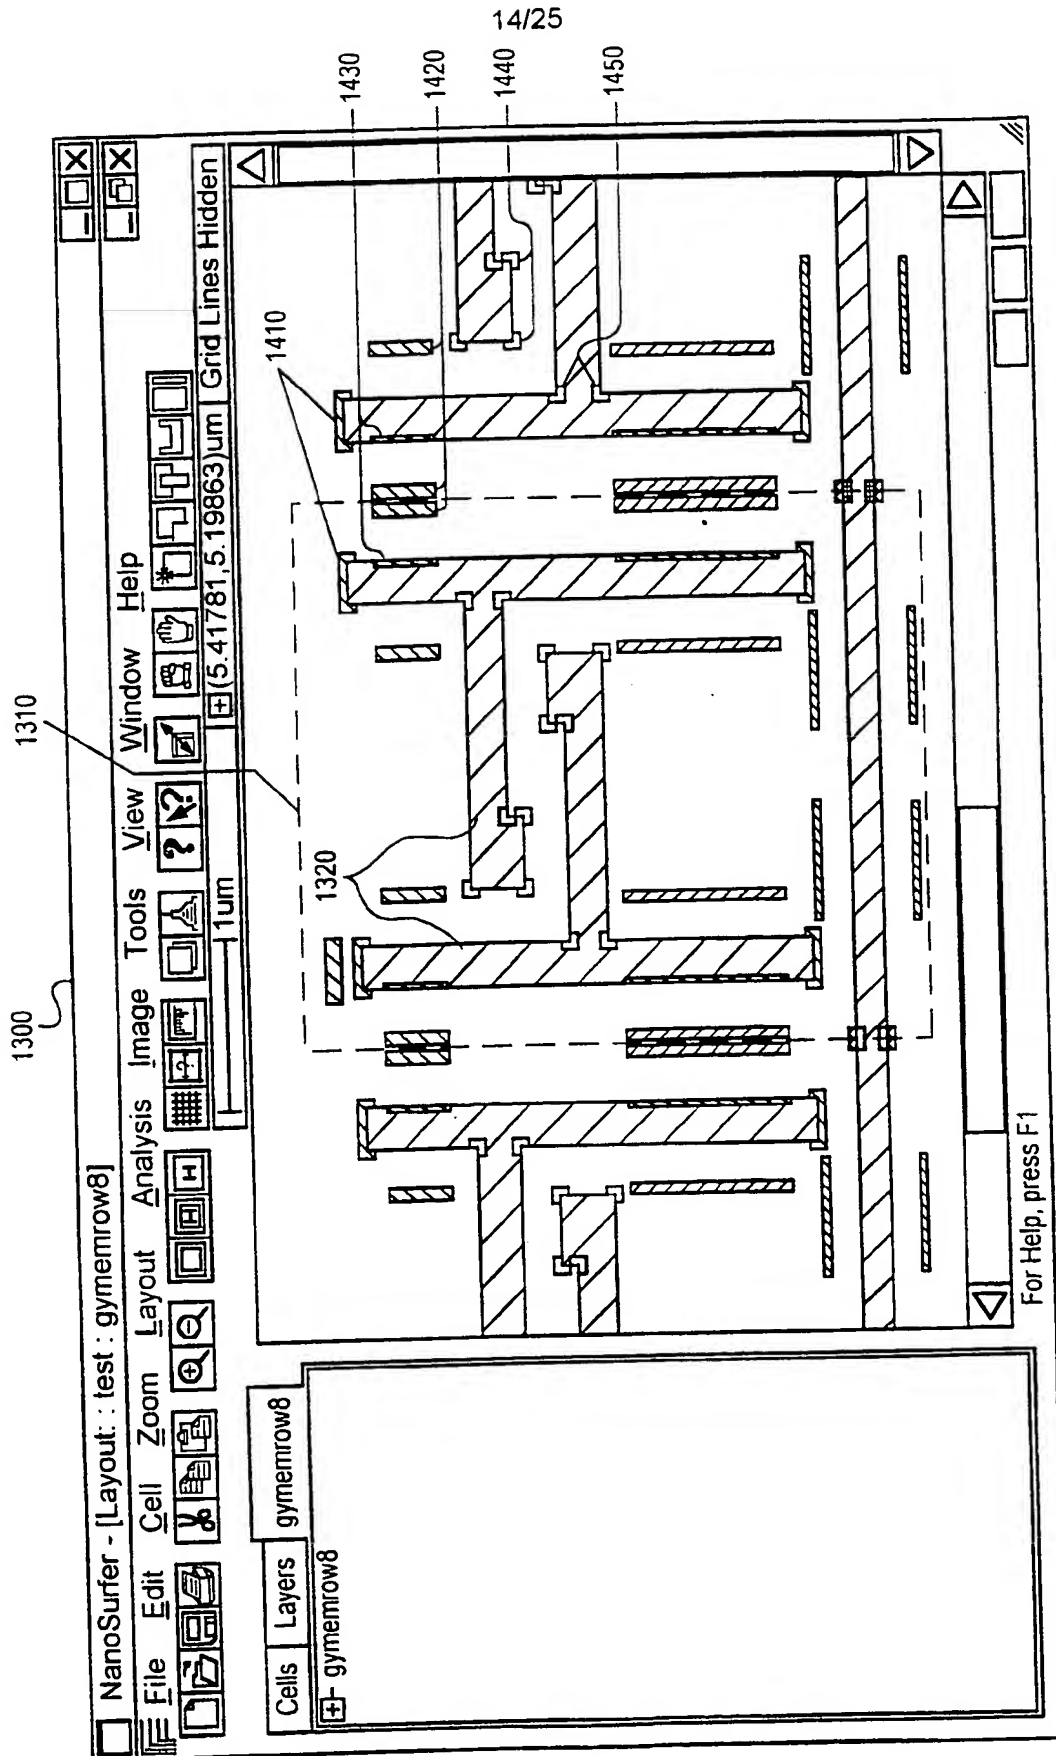 14/25
1300
NanoSurfer - [Layout: : test : gymemrow8]
File Edit Cell Zoom Layout Analysis Image Tools View Window Help
1um
(5.41781,5.19863)um
Grid Lines Hidden
Cells Layers gymemrow8
gymemrow8
1310
1320
1410
1430
1420
1440
1450
For Help, press F1